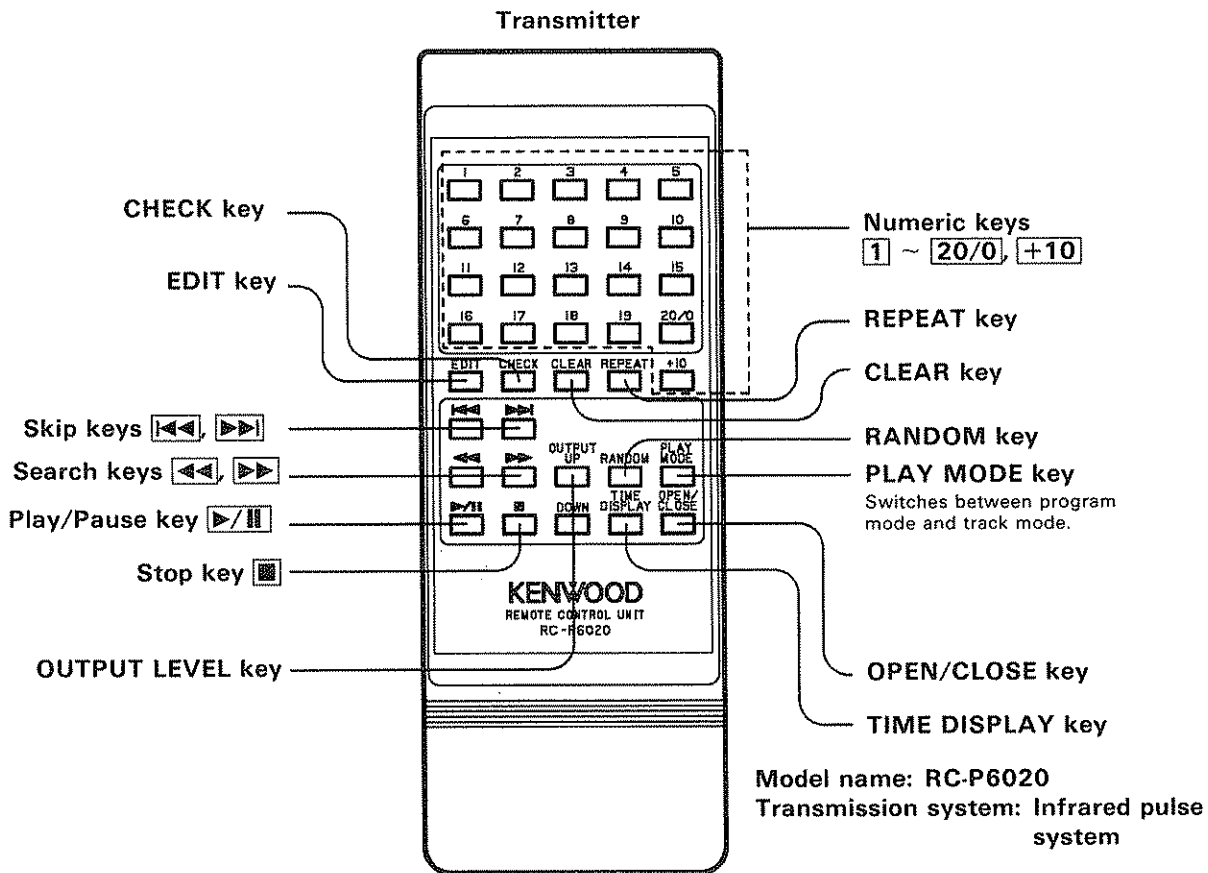 Transmitter
1 2 3 4 5
6 7 8 9 10
11 12 13 14 15
16 17 18 19 20/0
EDIT CHECK CLEAR REPEAT +10
OUTPUT UP RANDOM PLAY MODE
▶/II ■ DOWN TIME DISPLAY OPEN/CLOSE
KENWOOD
REMOTE CONTROL UNIT
RC-P6020
CHECK key
EDIT key
Skip keys |◀◀, ▶▶|
Search keys ◀◀, ▶▶
Play/Pause key ▶/II
Stop key ■
OUTPUT LEVEL key
Numeric keys
1 ~ 20/0, +10
REPEAT key
CLEAR key
RANDOM key
PLAY MODE key
Switches between program
mode and track mode.
OPEN/CLOSE key
TIME DISPLAY key
Model name: RC-P6020
Transmission system: Infrared pulse
system